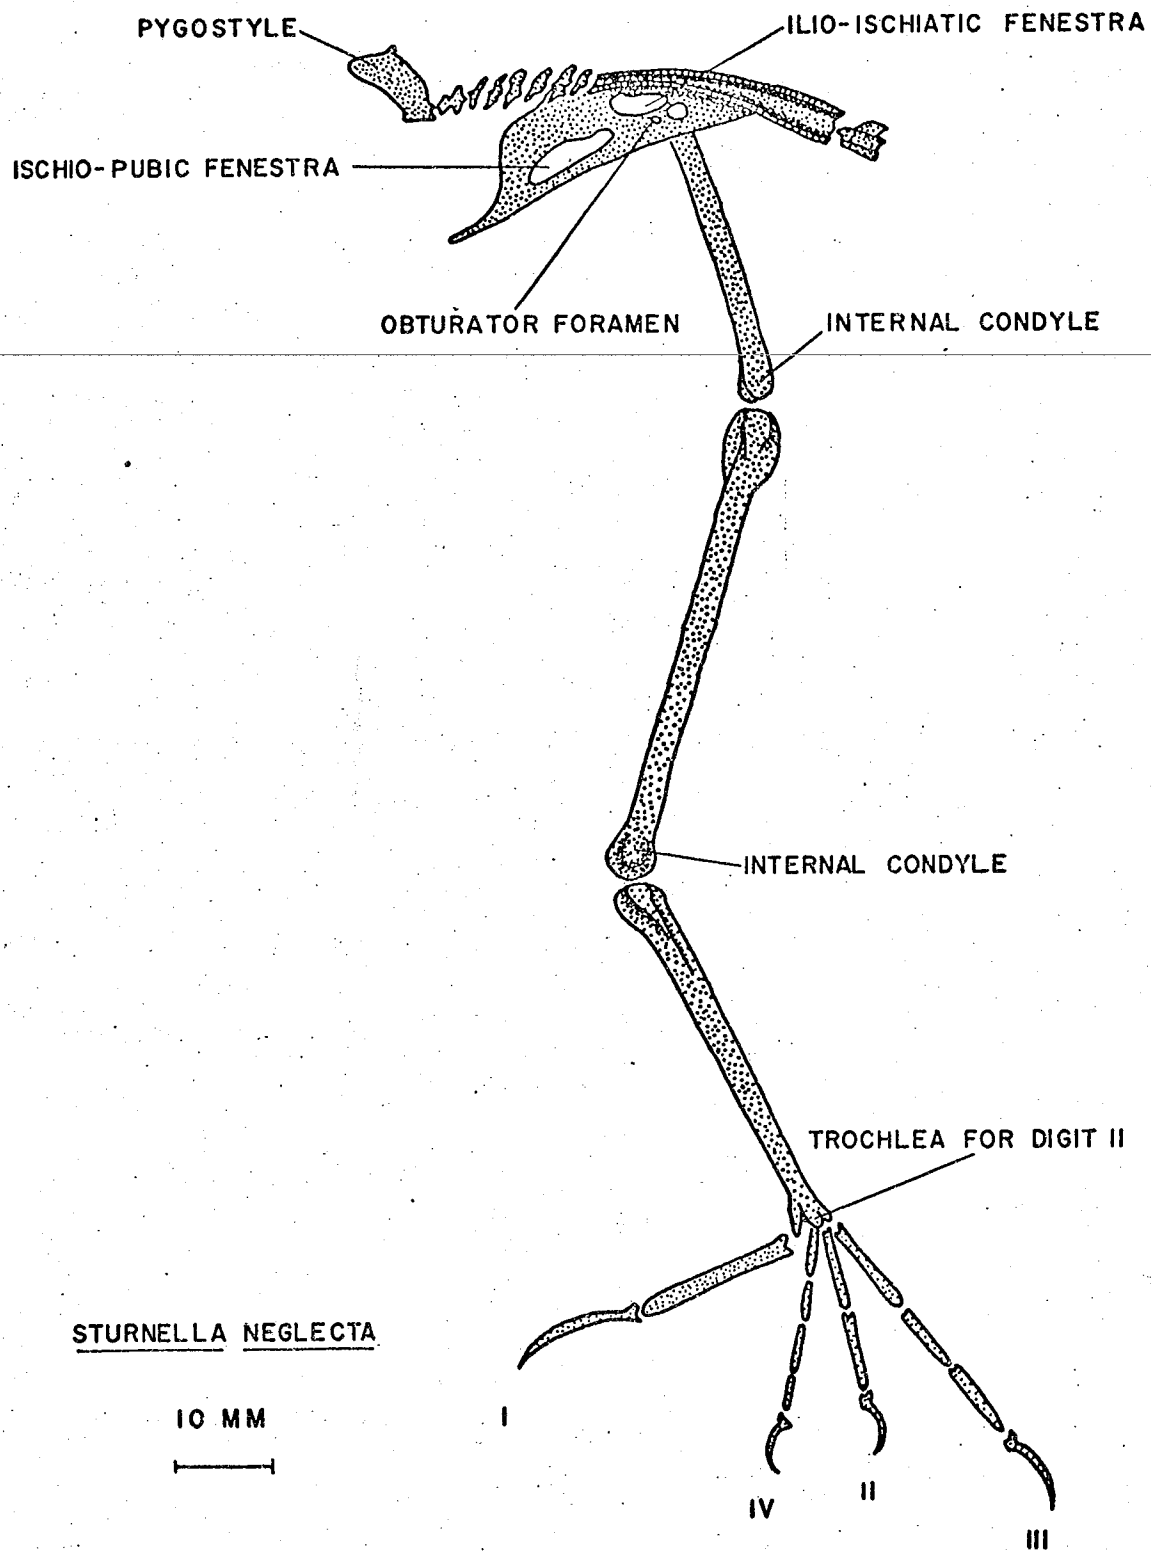 PYGOSTYLE
ILIO-ISCHIATIC FENESTRA
ISCHIO-PUBIC FENESTRA
OBTURATOR FORAMEN
INTERNAL CONDYLE
INTERNAL CONDYLE
TROCHLEA FOR DIGIT II
STURNELLA NEGLECTA
10 MM
I
IV
II
III